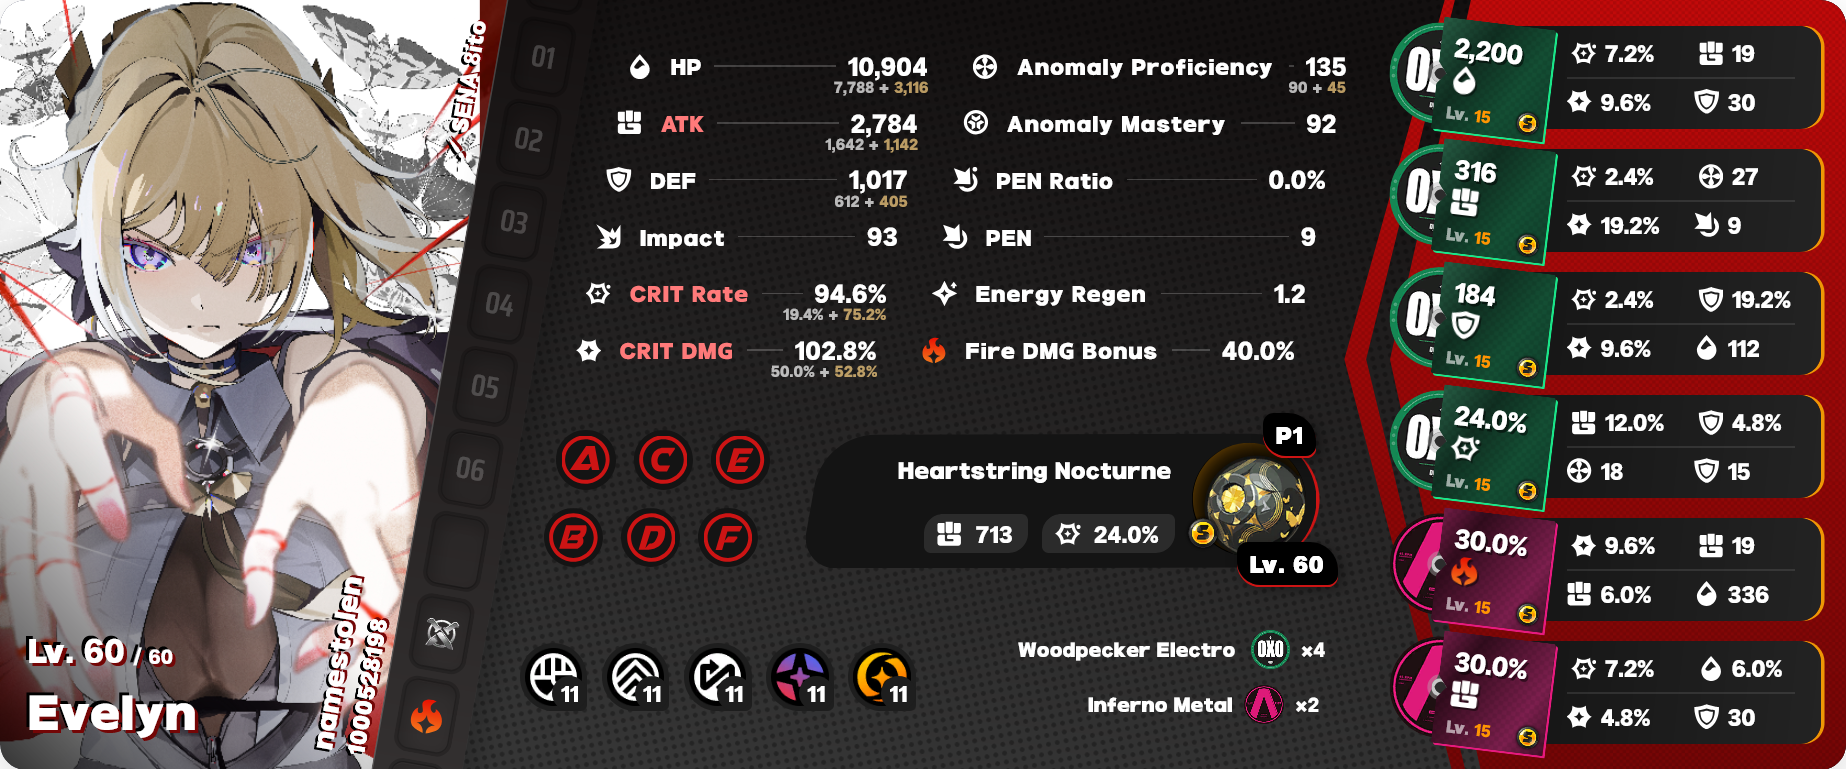 SENA 8ito
Lv. 60 / 60
Evelyn
namestolen
1000528198
01
02
03
04
05
06
HP 10,904
7,788 + 3,116
ATK 2,784
1,642 + 1,142
DEF 1,017
612 + 405
Impact 93
CRIT Rate 94.6%
19.4% + 75.2%
CRIT DMG 102.8%
50.0% + 52.8%
Anomaly Proficiency 135
90 + 45
Anomaly Mastery 92
PEN Ratio 0.0%
PEN 9
Energy Regen 1.2
Fire DMG Bonus 40.0%
A C E
B D F
P1
Heartstring Nocturne
713 24.0%
S
Lv. 60
11 11 11 11 11
Woodpecker Electro OXO ×4
Inferno Metal ×2
2,200
Lv. 15 S
7.2% 19
9.6% 30
316
Lv. 15 S
2.4% 27
19.2% 9
184
Lv. 15 S
2.4% 19.2%
9.6% 112
24.0%
Lv. 15 S
12.0% 4.8%
18 15
30.0%
Lv. 15 S
9.6% 19
6.0% 336
30.0%
Lv. 15 S
7.2% 6.0%
4.8% 30